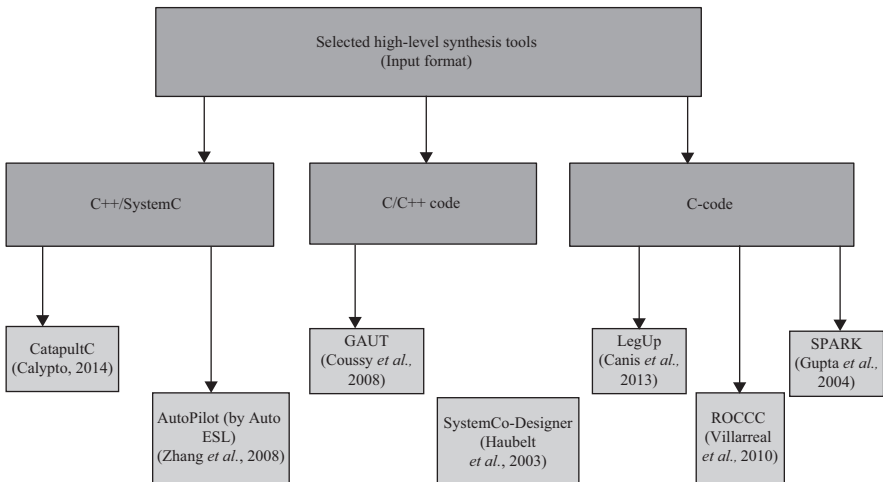 Selected high-level synthesis tools
(Input format)
C++/SystemC
C/C++ code
C-code
CatapultC
(Calypto, 2014)
GAUT
(Coussy et al.,
2008)
LegUp
(Canis et al.,
2013)
SPARK
(Gupta et al.,
2004)
AutoPilot (by Auto
ESL)
(Zhang et al., 2008)
SystemCo-Designer
(Haubelt
et al., 2003)
ROCCC
(Villarreal
et al., 2010)